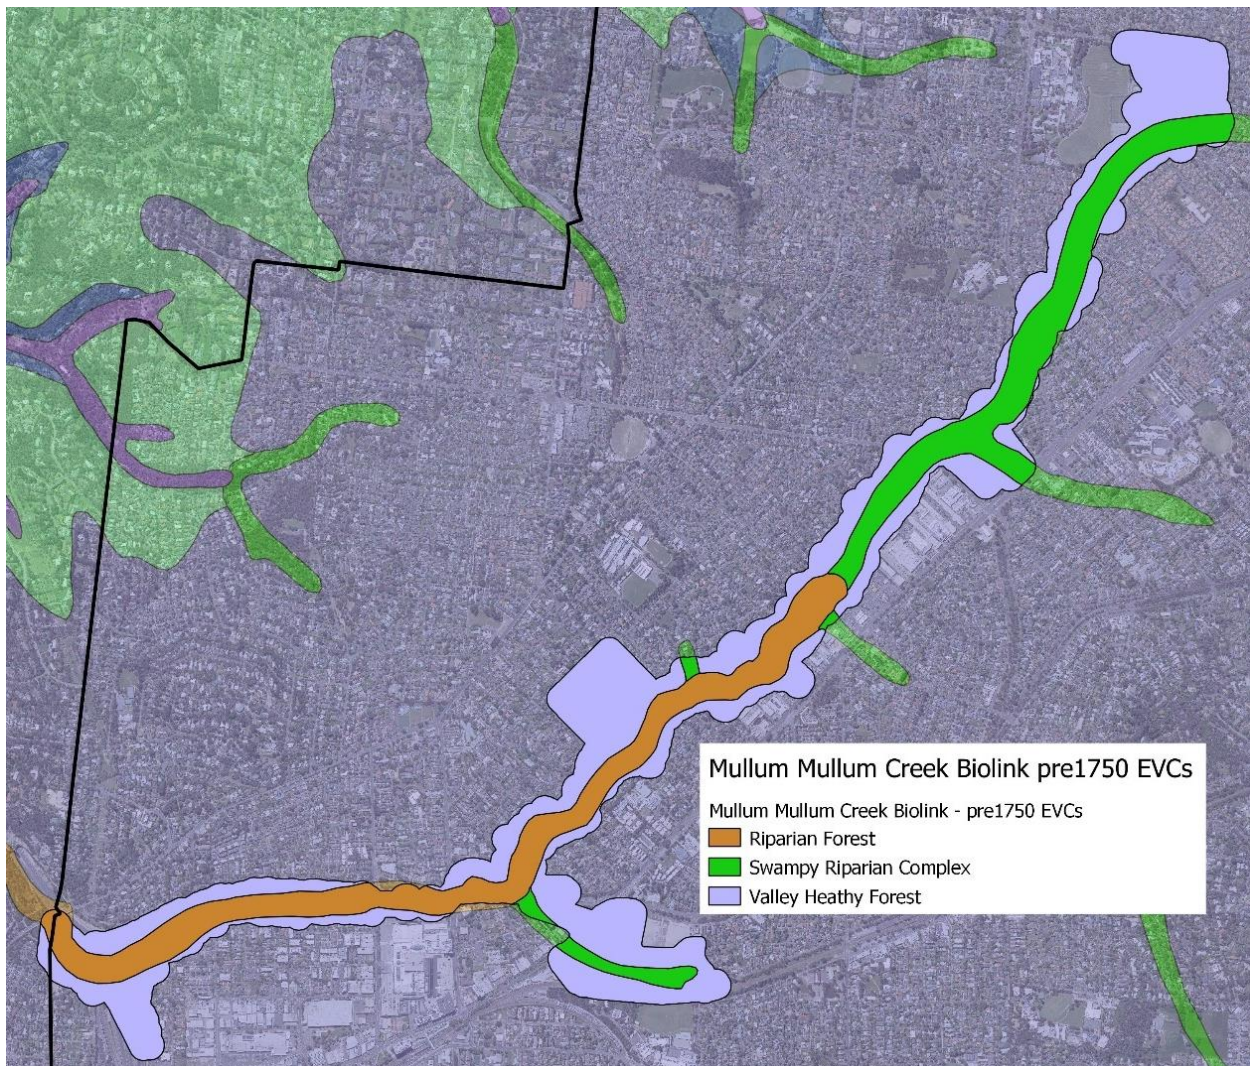 Mullum Mullum Creek Biolink pre1750 EVCs
Mullum Mullum Creek Biolink - pre1750 EVCs
Riparian Forest
Swampy Riparian Complex
Valley Heathy Forest